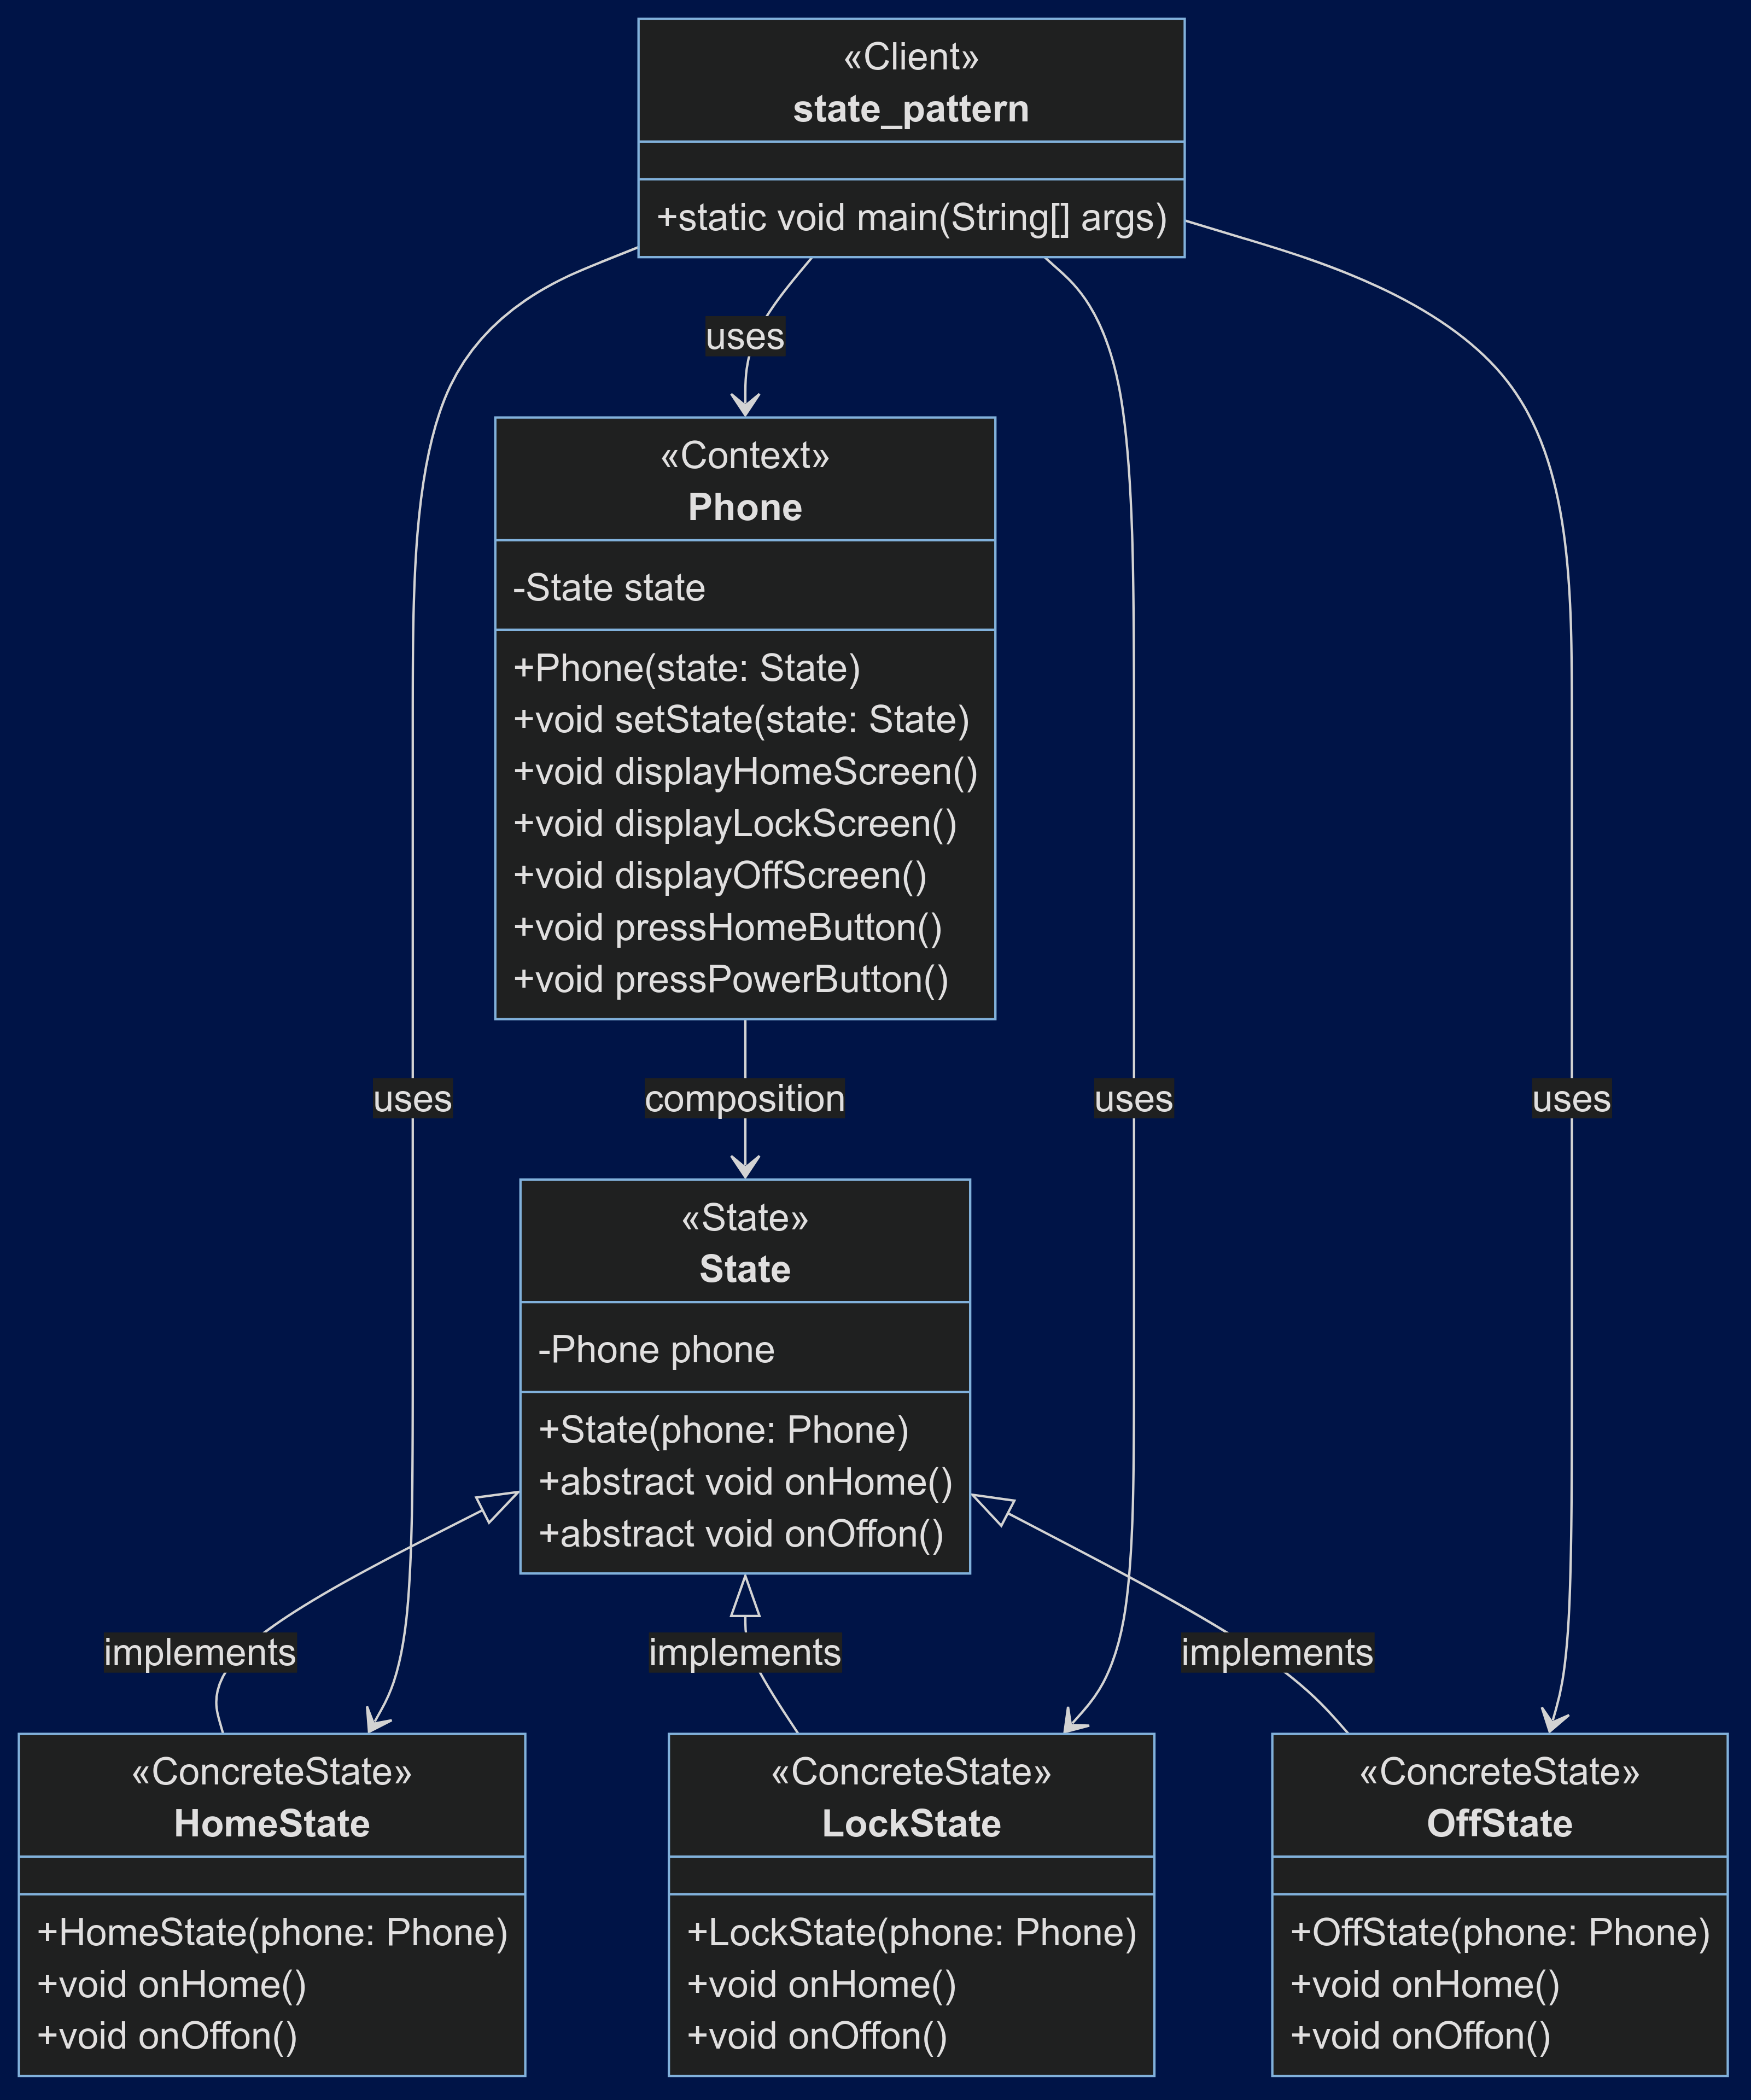 «Client»
state_pattern
+static void main(String[] args)
uses
«Context»
Phone
-State state
+Phone(state: State)
+void setState(state: State)
+void displayHomeScreen()
+void displayLockScreen()
+void displayOffScreen()
+void pressHomeButton()
+void pressPowerButton()
uses
composition
uses
uses
«State»
State
-Phone phone
+State(phone: Phone)
+abstract void onHome()
+abstract void onOffon()
implements
implements
implements
«ConcreteState»
HomeState
+HomeState(phone: Phone)
+void onHome()
+void onOffon()
«ConcreteState»
LockState
+LockState(phone: Phone)
+void onHome()
+void onOffon()
«ConcreteState»
OffState
+OffState(phone: Phone)
+void onHome()
+void onOffon()